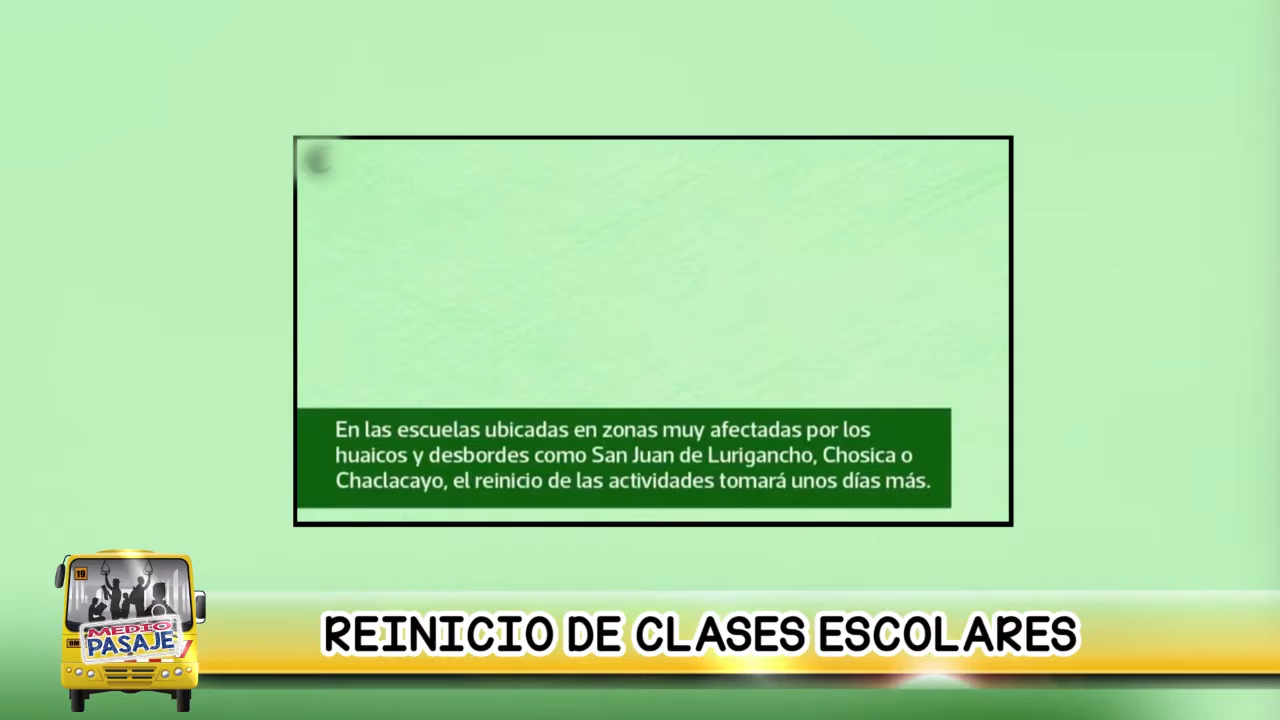 En las escuelas ubicadas en zonas muy afectadas por los
huaicos y desbordes como San Juan de Lurigancho, Chosica o
Chaclacayo, el reinicio de las actividades tomará unos días más.
19
MEDIO
PASAJE
REINICIO DE CLASES ESCOLARES